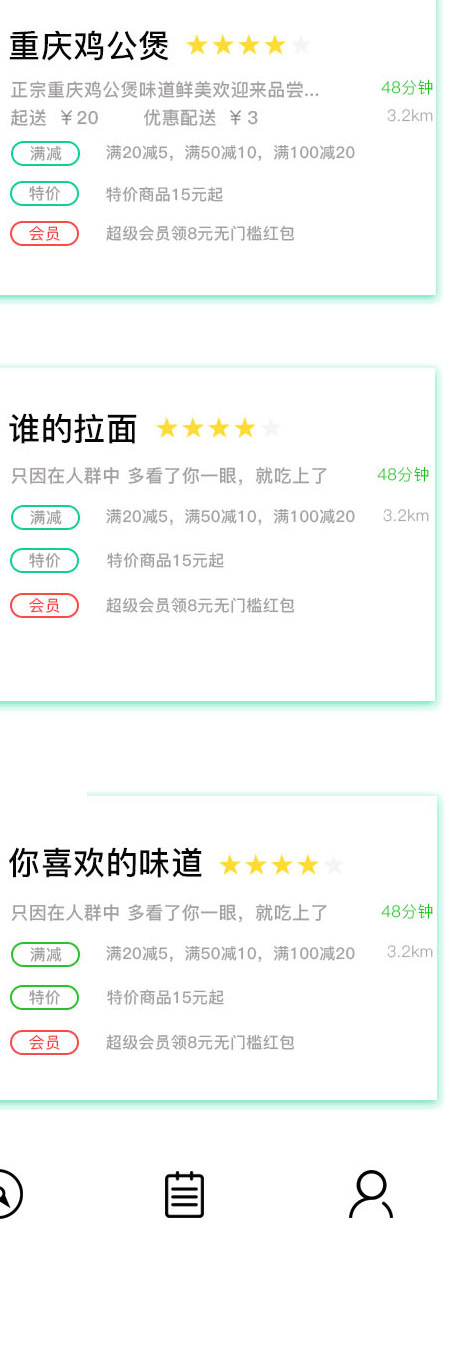 重庆鸡公煲
正宗重庆鸡公煲味道鲜美欢迎来品尝... 48分钟
起送 ￥20 优惠配送 ￥3 3.2km
满减 满20减5，满50减10，满100减20
特价 特价商品15元起
会员 超级会员领8元无门槛红包
谁的拉面
只因在人群中 多看了你一眼，就吃上了 48分钟
满减 满20减5，满50减10，满100减20 3.2km
特价 特价商品15元起
会员 超级会员领8元无门槛红包
你喜欢的味道
只因在人群中 多看了你一眼，就吃上了 48分钟
满减 满20减5，满50减10，满100减20 3.2km
特价 特价商品15元起
会员 超级会员领8元无门槛红包